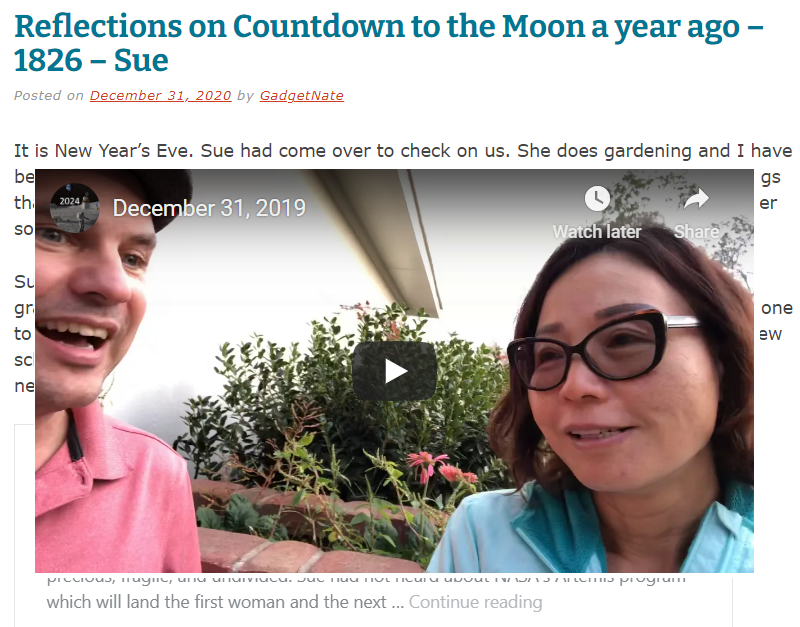 Reflections on Countdown to the Moon a year ago –
1826 – Sue
Posted on December 31, 2020 by GadgetNate
It is New Year’s Eve. Sue had come over to check on us. She does gardening and I have
2024
December 31, 2019
Watch later
Share
one
precious, fragile, and undivided. Sue had not heard about NASA's Artemis program
which will land the first woman and the next ... Continue reading